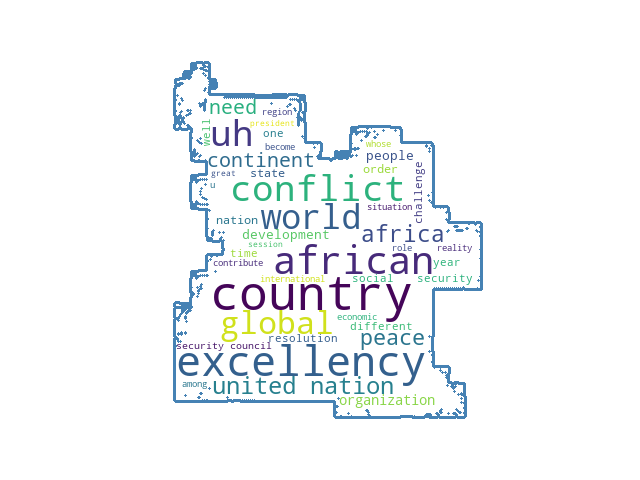 need region
president
uh one
well become
continent people whose
great state order
u conflict challenge
nation world situation
development africa
session role reality
time african year
contribute
international social security
country
global economic
different
resolution peace
security council
excellency
among united nation
organization